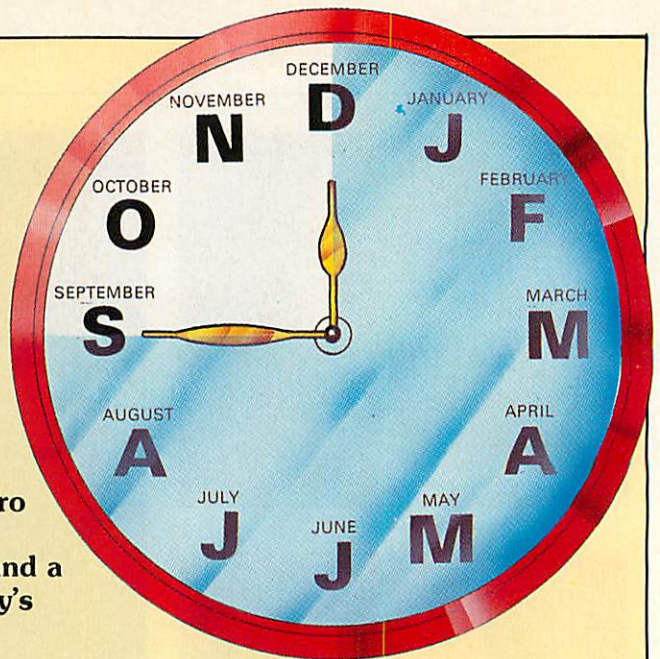 DECEMBER
D
JANUARY
J
FEBRUARY
F
MARCH
M
APRIL
A
MAY
M
JUNE
J
JULY
J
AUGUST
A
SEPTEMBER
S
OCTOBER
O
NOVEMBER
N
ro
nd a
y's